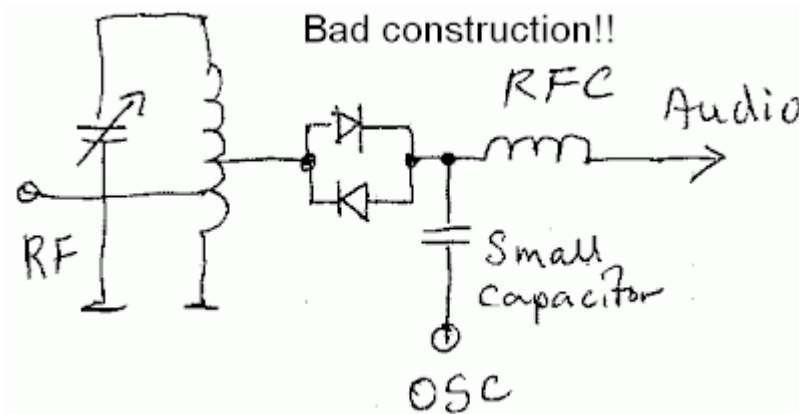 Bad construction!!
RFC
Audio
RF
Small
capacitor
OSC